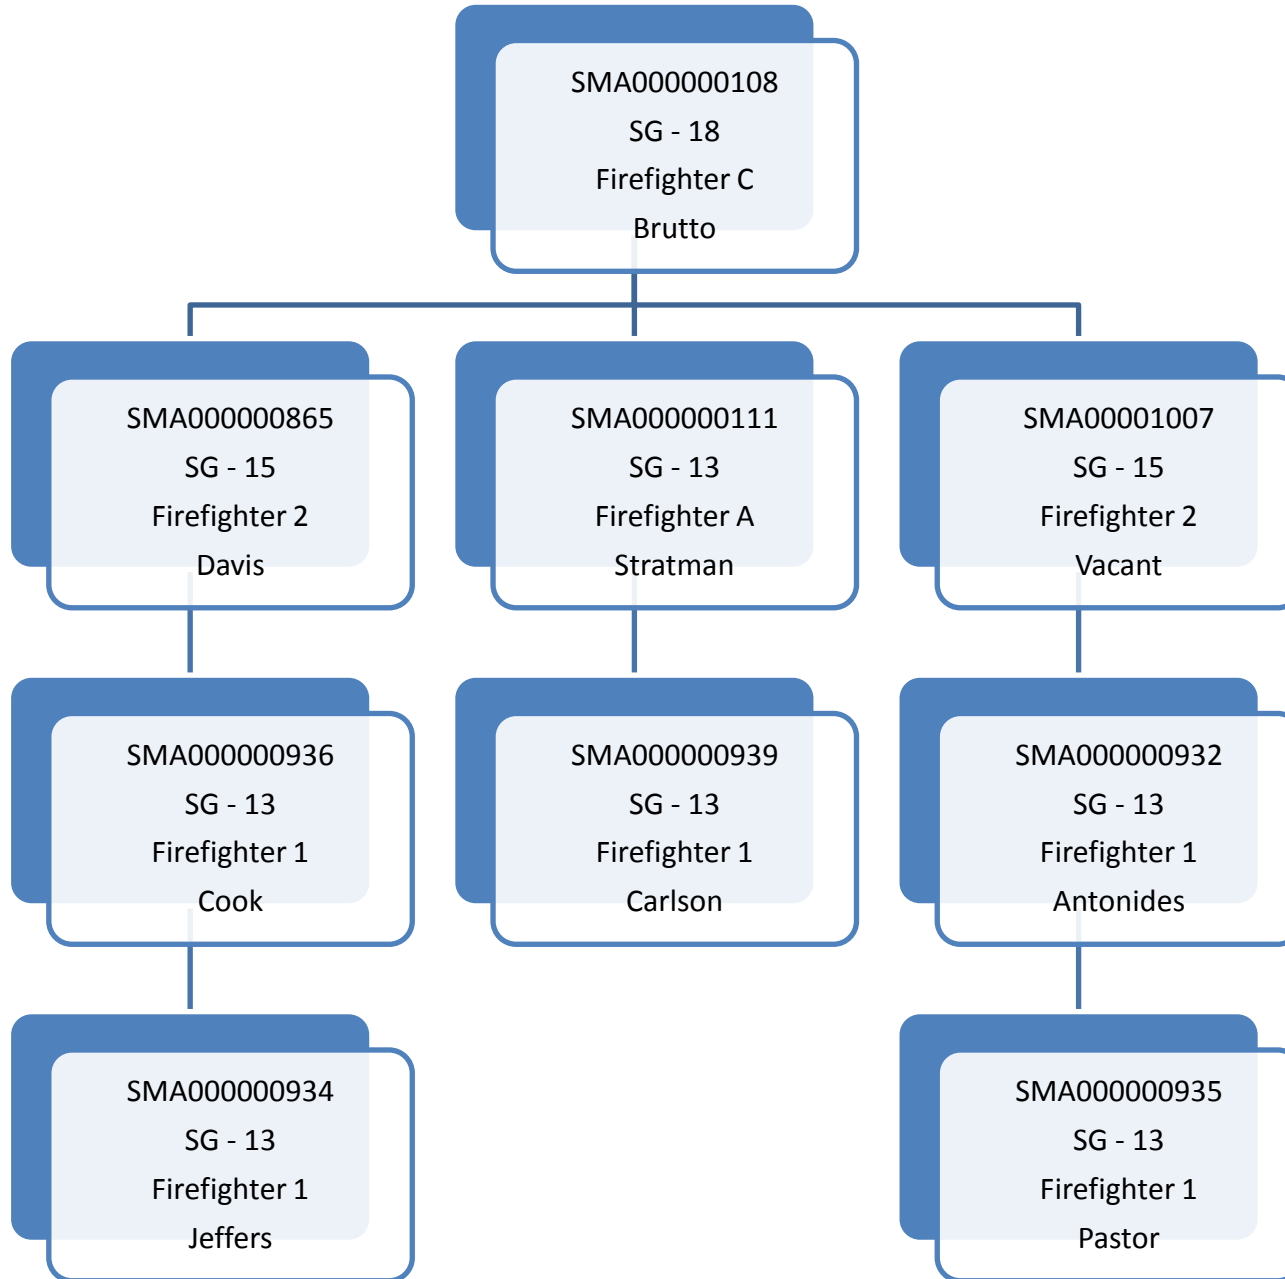 SMA000000108
SG - 18
Firefighter C
Brutto
SMA000000865
SG - 15
Firefighter 2
Davis
SMA000000111
SG - 13
Firefighter A
Stratman
SMA00001007
SG - 15
Firefighter 2
Vacant
SMA000000936
SG - 13
Firefighter 1
Cook
SMA000000939
SG - 13
Firefighter 1
Carlson
SMA000000932
SG - 13
Firefighter 1
Antonides
SMA000000934
SG - 13
Firefighter 1
Jeffers
SMA000000935
SG - 13
Firefighter 1
Pastor